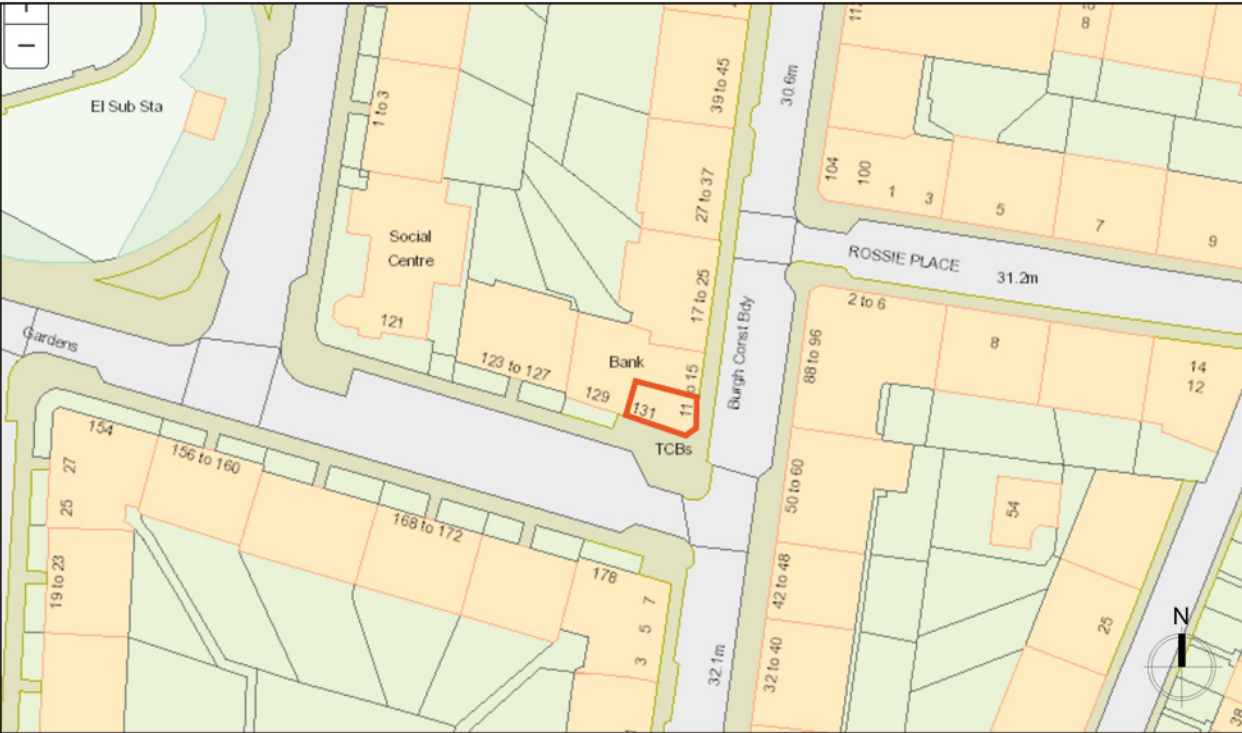 +
−
El Sub Sta
1 to 3
39 to 45
30.6m
8
104
100
1
3
5
7
9
27 to 37
Social
Centre
ROSSIE PLACE
31.2m
17 to 25
2 to 6
121
Gardens
Burgh Const Bdy
88 to 96
8
14
12
123 to 127
Bank
129
131
11 to 15
TCBs
154
156 to 160
27
25
168 to 172
50 to 60
54
19 to 23
178
42 to 48
7
5
3
25
N
32.1m
32 to 40
38